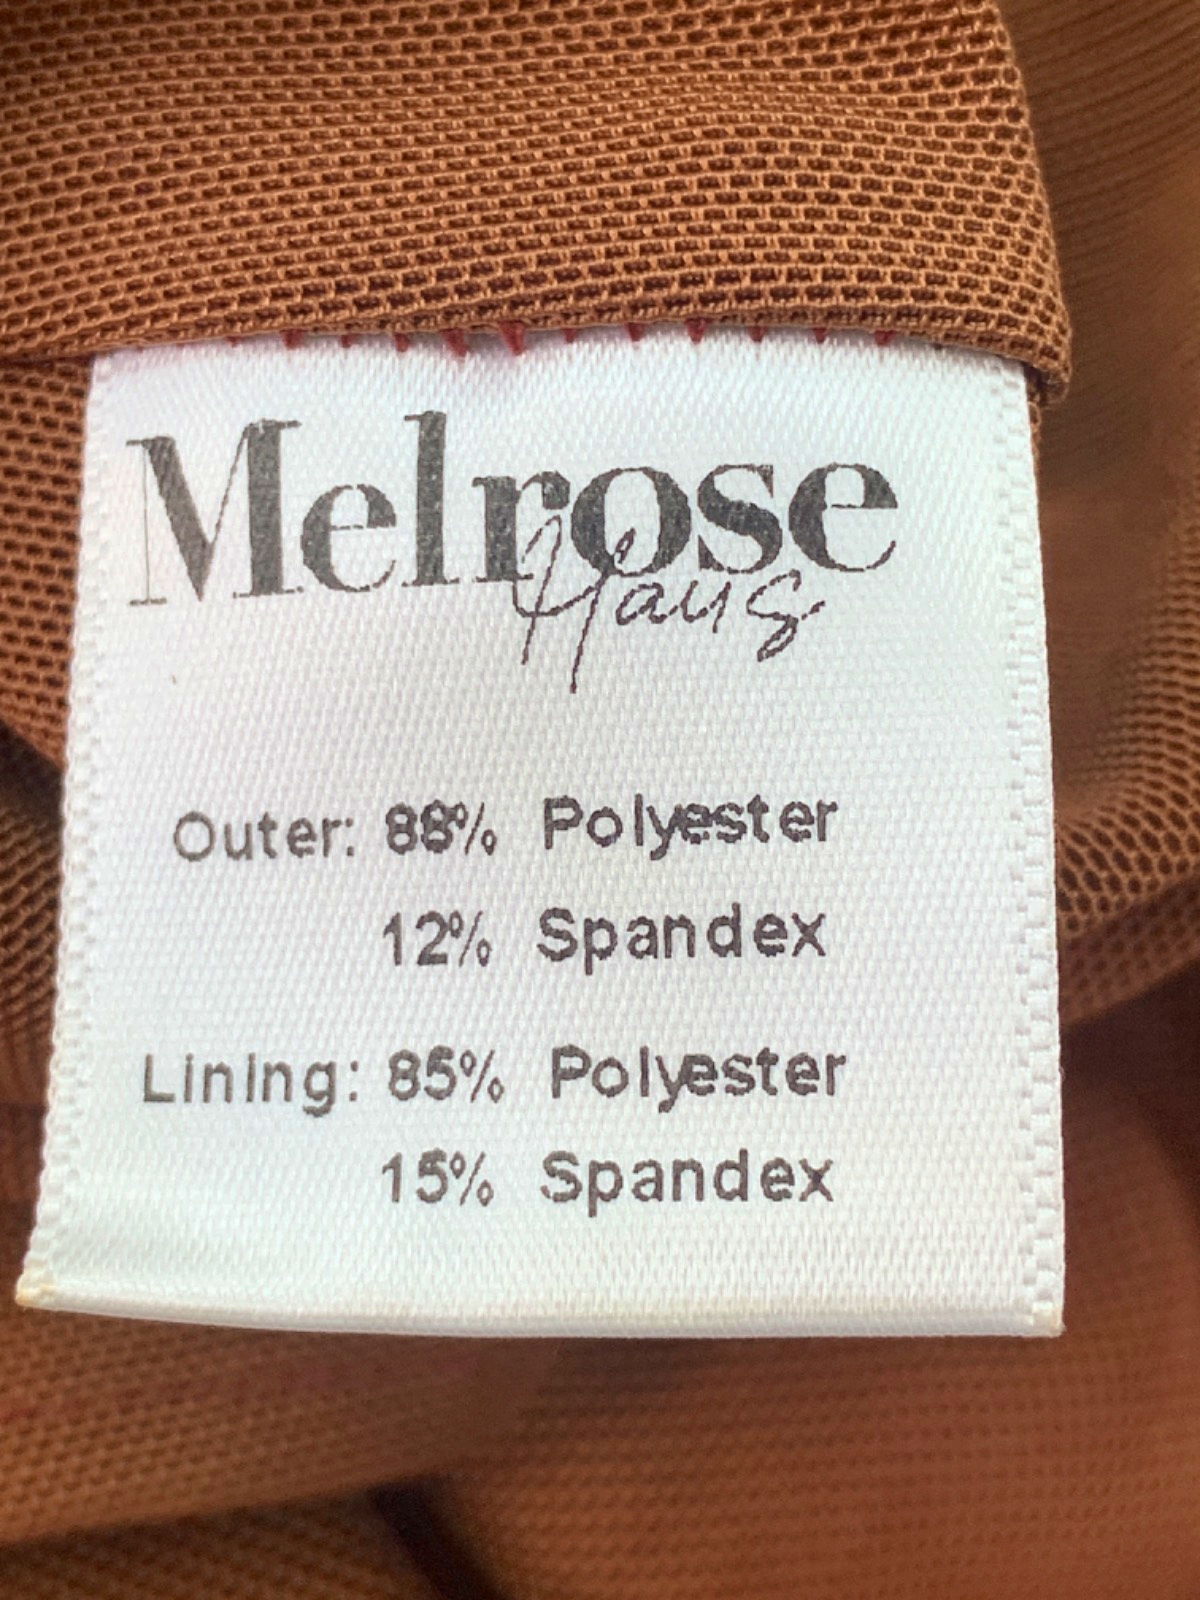 Melrose
Haus
Outer: 88% Polyester
12% Spandex
Lining: 85% Polyester
15% Spandex